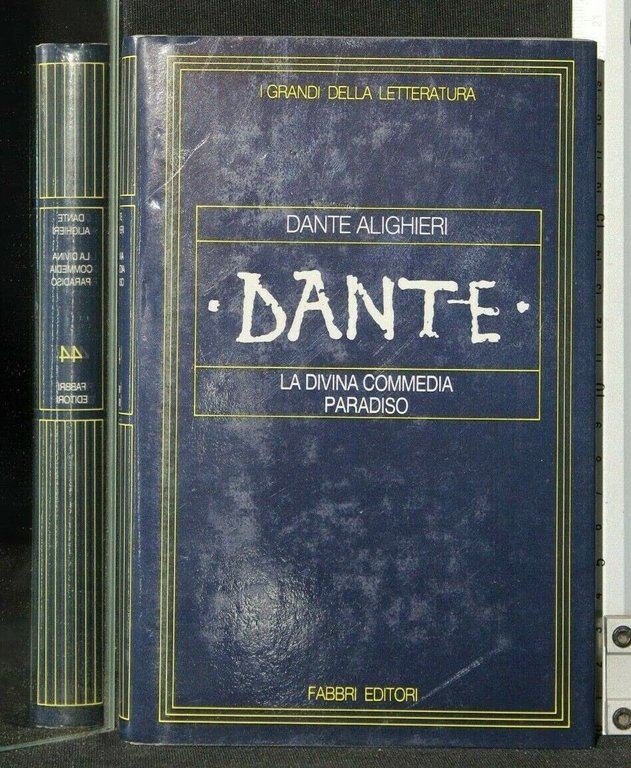 I GRANDI DELLA LETTERATURA
DANTE ALIGHIERI
· DANTE ·
LA DIVINA COMMEDIA
PARADISO
FABBRI EDITORI
DANTE
ALIGHIERI
LA DIVINA
COMMEDIA
PARADISO
44
FABBRI
EDITORI